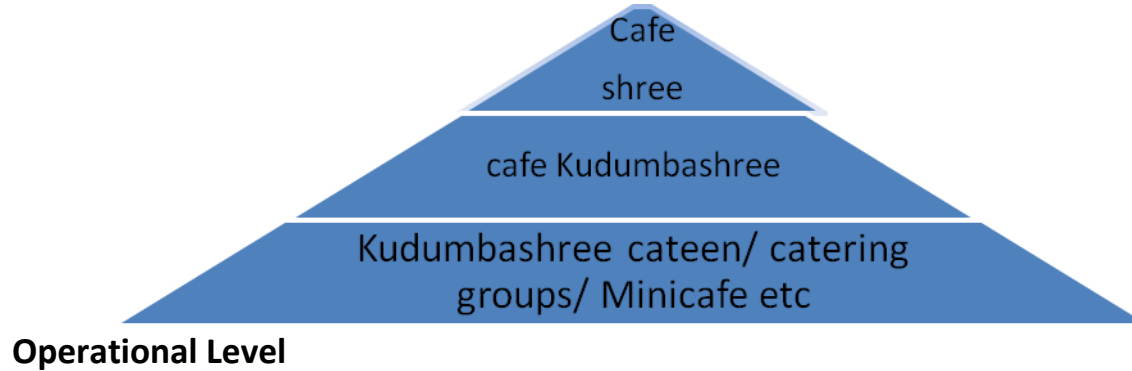 Cafe
shree
cafe Kudumbashree
Kudumbashree cateen/ catering
groups/ Minicafe etc
Operational Level